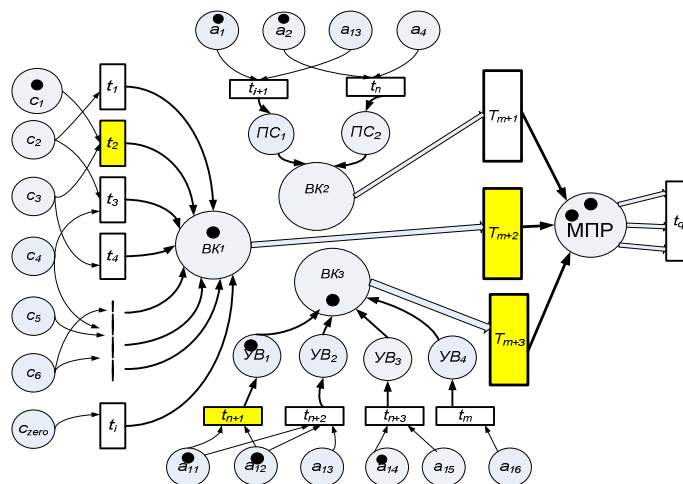 a1 a2 a13 a4
ti+1 tn
ПС1 ПС2
ВК2
c1 t1
c2 t2
c3 t3
c4 t4
c5
c6
czero ti
ВК1
Tm+1
Tm+2
Tm+3
МПР
tq
ВК3
УВ1 УВ2 УВ3 УВ4
tn+1 tn+2 tn+3 tm
a11 a12 a13 a14 a15 a16